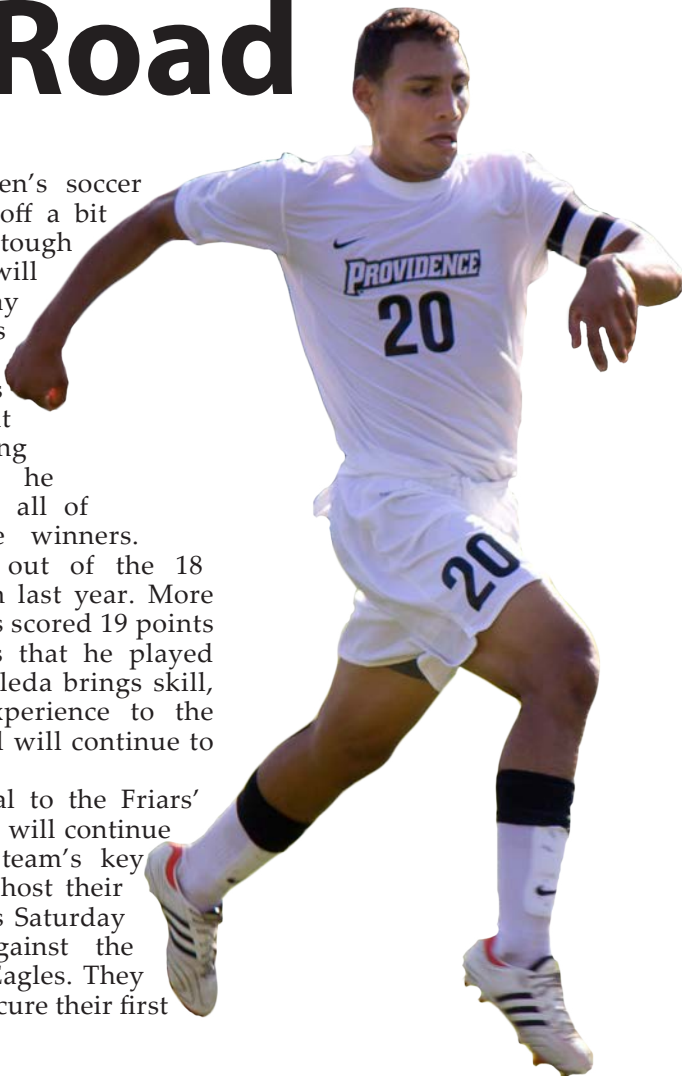 Road
en's soccer
off a bit
tough
will
y
s
s
t
ng
he
all of
e winners.
out of the 18
n last year. More
s scored 19 points
s that he played
leda brings skill,
xperience to the
d will continue to
al to the Friars'
will continue
team's key
host their
s Saturday
gainst the
Eagles. They
cure their first
PROVIDENCE
20
20